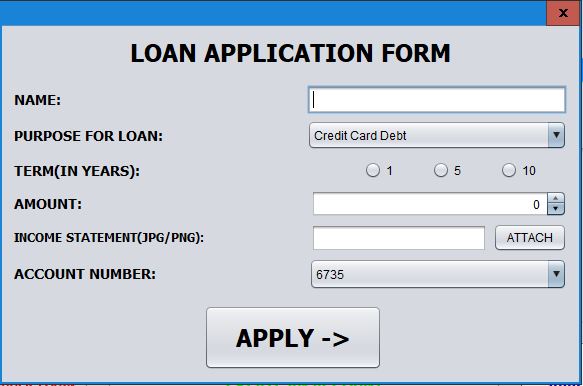 x
LOAN APPLICATION FORM
NAME:
PURPOSE FOR LOAN: Credit Card Debt
TERM(IN YEARS): 1 5 10
AMOUNT: 0
INCOME STATEMENT(JPG/PNG): ATTACH
ACCOUNT NUMBER: 6735
APPLY ->